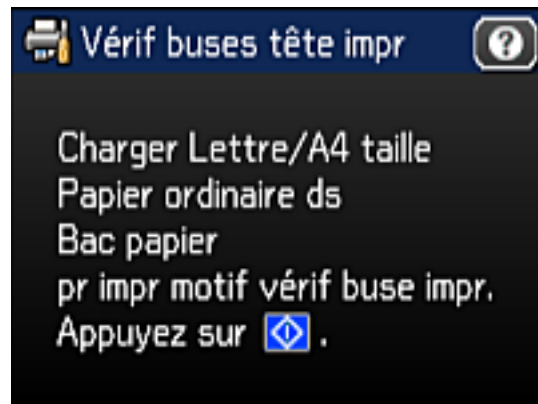 Vérif buses tête impr ?
Charger Lettre/A4 taille
Papier ordinaire ds
Bac papier
pr impr motif vérif buse impr.
Appuyez sur .